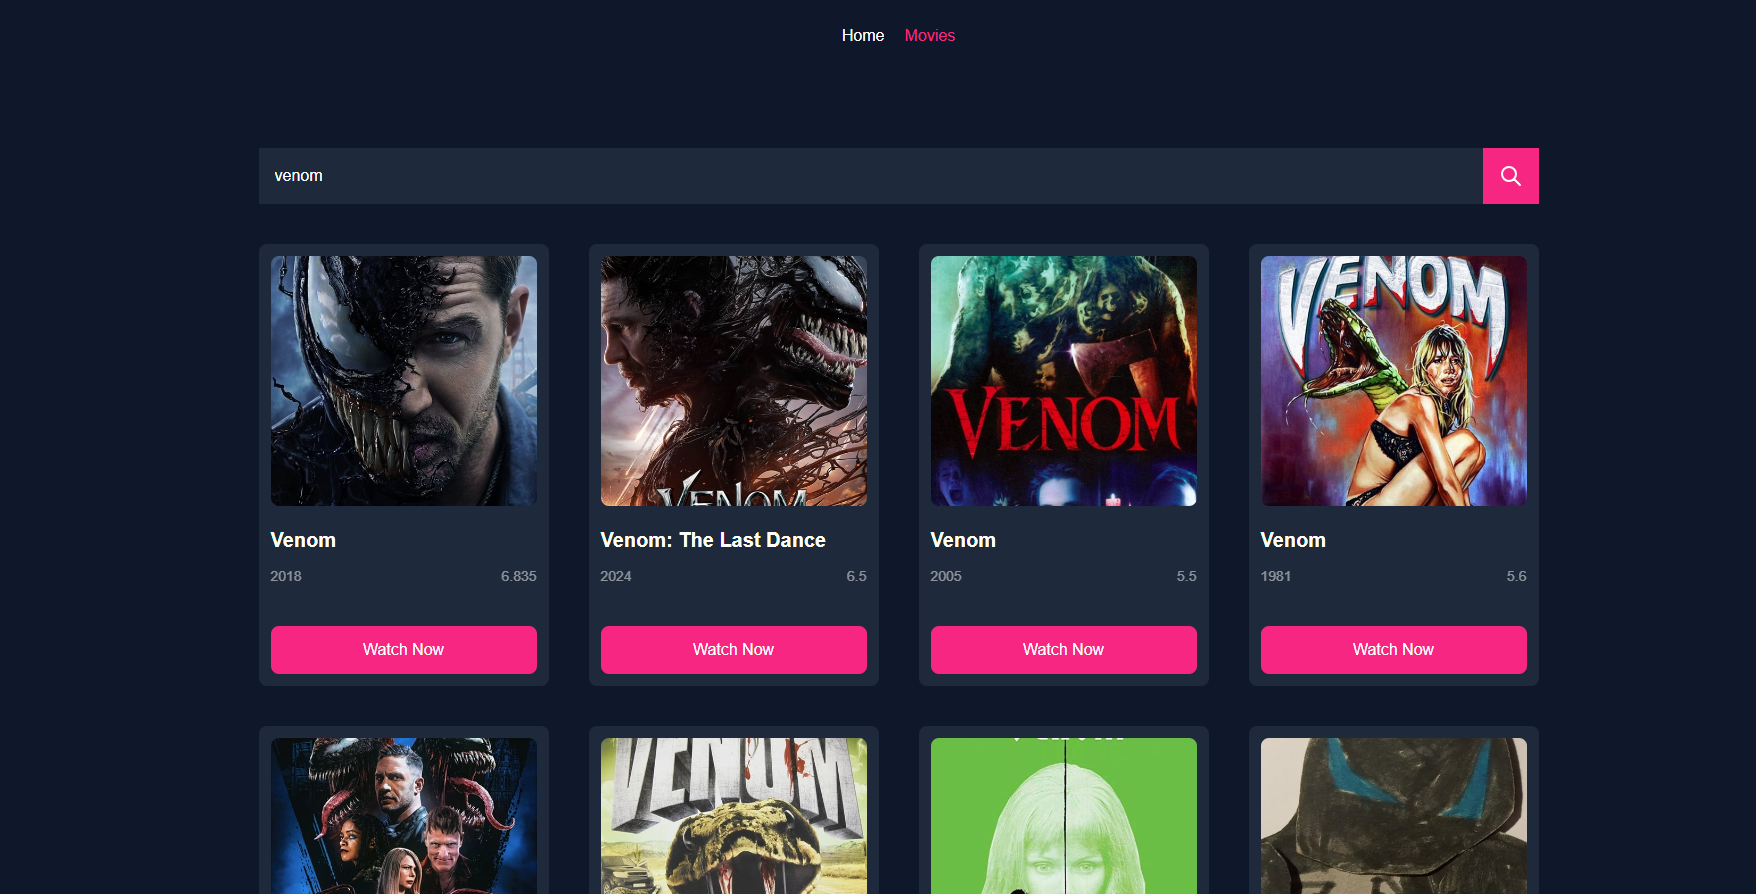 Home Movies
venom
VENOM
VENOM
VENOM
Venom
Venom: The Last Dance
Venom
Venom
2018 6.835
2024 6.5
2005 5.5
1981 5.6
Watch Now
Watch Now
Watch Now
Watch Now
VENOM